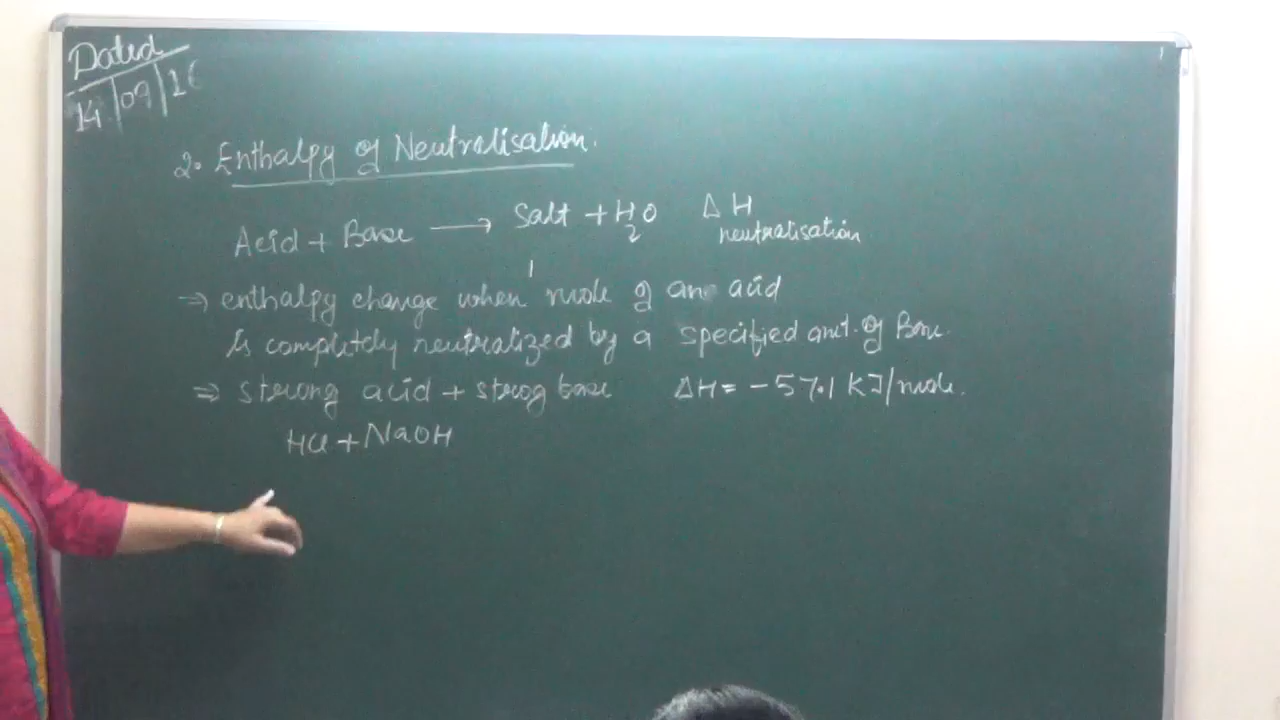 Dated
14/09/16
2. Enthalpy of Neutralisation.
Acid + Base ⟶ Salt + H2O ΔH neutralisation
⇒ enthalpy change when 1 mole of an acid
is completely neutralized by a specified amt. of Base.
⇒ strong acid + strog base ΔH = -57.1 KJ/mole.
HCl + NaOH